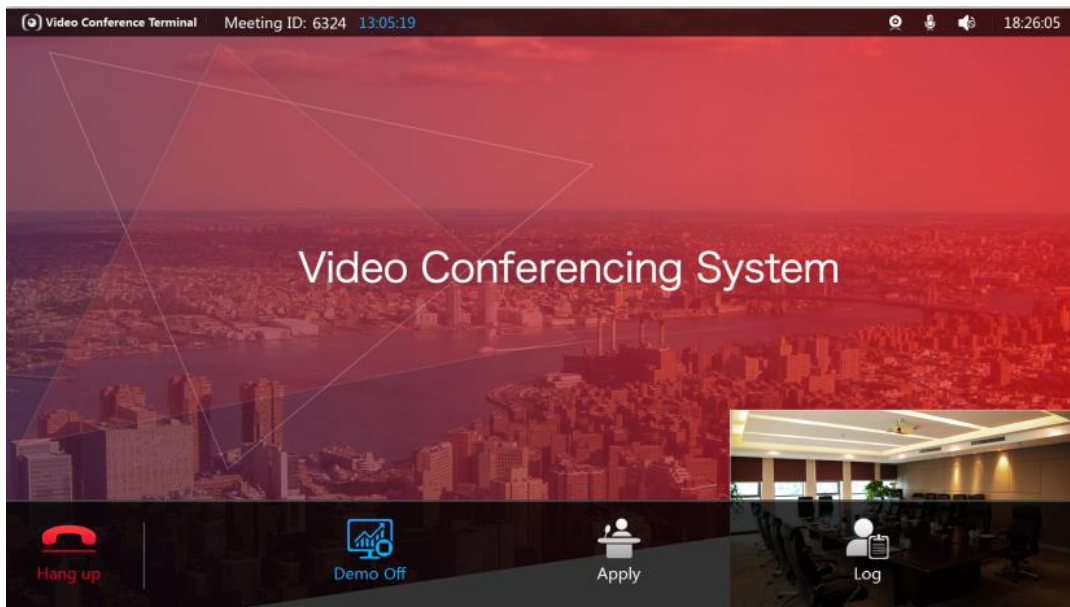 Video Conference Terminal Meeting ID: 6324 13:05:19 18:26:05
Video Conferencing System
Hang up Demo Off Apply Log